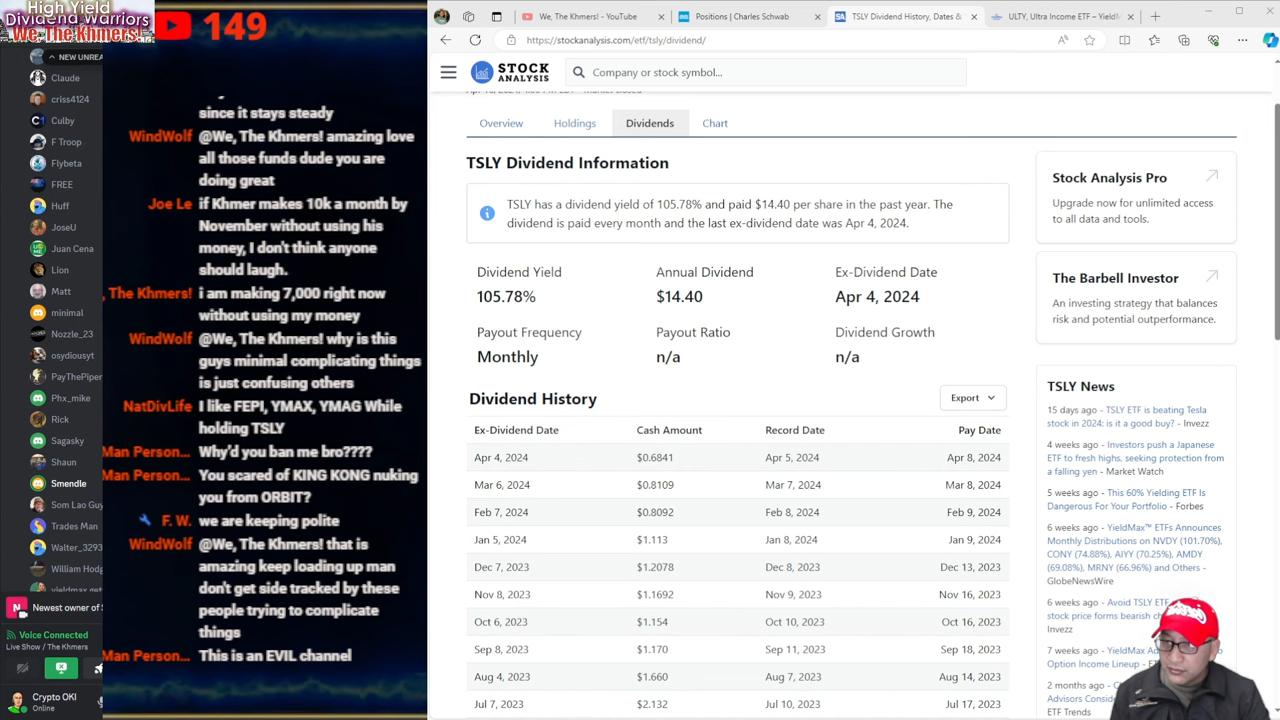 High Yield
Dividend Warriors
We, The Khmers!
149
NEW UNREA
Claude
criss4124
Culby
F Troop
Flybeta
FREE
Huff
JoseU
Juan Cena
Lion
Matt
minimal
Nozzle_23
osydiousyt
PayThePiper
Phx_mike
Rick
Sagasky
Shaun
Smendle
Som Lao Guy
Trades Man
Walter_3293
William Hodg
Newest owner of S
Voice Connected
Live Show / The Khmers
Crypto OKI
Online
since it stays steady
WindWolf @We, The Khmers! amazing love
all those funds dude you are
doing great
Joe Le if Khmer makes 10k a month by
November without using his
money, I don't think anyone
should laugh.
, The Khmers! i am making 7,000 right now
without using my money
WindWolf @We, The Khmers! why is this
guys minimal complicating things
is just confusing others
NatDivLife I like FEPI, YMAX, YMAG While
holding TSLY
Man Person... Why'd you ban me bro????
Man Person... You scared of KING KONG nuking
you from ORBIT?
F. W. we are keeping polite
WindWolf @We, The Khmers! that is
amazing keep loading up man
don't get side tracked by these
people trying to complicate
things
Man Person... This is an EVIL channel
We, The Khmers - YouTube
Positions | Charles Schwab
TSLY Dividend History, Dates &
ULTY, Ultra Income ETF – YieldM
https://stockanalysis.com/etf/tsly/dividend/
STOCK
ANALYSIS
Company or stock symbol...
Overview Holdings Dividends Chart
TSLY Dividend Information
TSLY has a dividend yield of 105.78% and paid $14.40 per share in the past year. The
dividend is paid every month and the last ex-dividend date was Apr 4, 2024.
Dividend Yield Annual Dividend Ex-Dividend Date
105.78% $14.40 Apr 4, 2024
Payout Frequency Payout Ratio Dividend Growth
Monthly n/a n/a
Dividend History
Export
Ex-Dividend Date Cash Amount Record Date Pay Date
Apr 4, 2024 $0.6841 Apr 5, 2024 Apr 8, 2024
Mar 6, 2024 $0.8109 Mar 7, 2024 Mar 8, 2024
Feb 7, 2024 $0.8092 Feb 8, 2024 Feb 9, 2024
Jan 5, 2024 $1.113 Jan 8, 2024 Jan 9, 2024
Dec 7, 2023 $1.2078 Dec 8, 2023 Dec 13, 2023
Nov 8, 2023 $1.1692 Nov 9, 2023 Nov 16, 2023
Oct 6, 2023 $1.154 Oct 10, 2023 Oct 16, 2023
Sep 8, 2023 $1.170 Sep 11, 2023 Sep 18, 2023
Aug 4, 2023 $1.660 Aug 7, 2023 Aug 14, 2023
Jul 7, 2023 $2.132 Jul 10, 2023 Jul 17, 2023
Stock Analysis Pro
Upgrade now for unlimited access
to all data and tools.
The Barbell Investor
An investing strategy that balances
risk and potential outperformance.
TSLY News
15 days ago - TSLY ETF is beating Tesla
stock in 2024: is it a good buy? - Invezz
4 weeks ago - Investors push a Japanese
ETF to fresh highs, seeking protection from
a falling yen - Market Watch
5 weeks ago - This 60% Yielding ETF Is
Dangerous For Your Portfolio - Forbes
6 weeks ago - YieldMax™ ETFs Announces
Monthly Distributions on NVDY (101.70%),
CONY (74.88%), AIYY (70.25%), AMDY
(69.08%), MRNY (66.96%) and Others -
GlobeNewsWire
6 weeks ago - Avoid TSLY ETF
stock price forms bearish
Invezz
7 weeks ago - YieldMax
Option Income Lineup
2 months ago
Advisors
ETF Trends